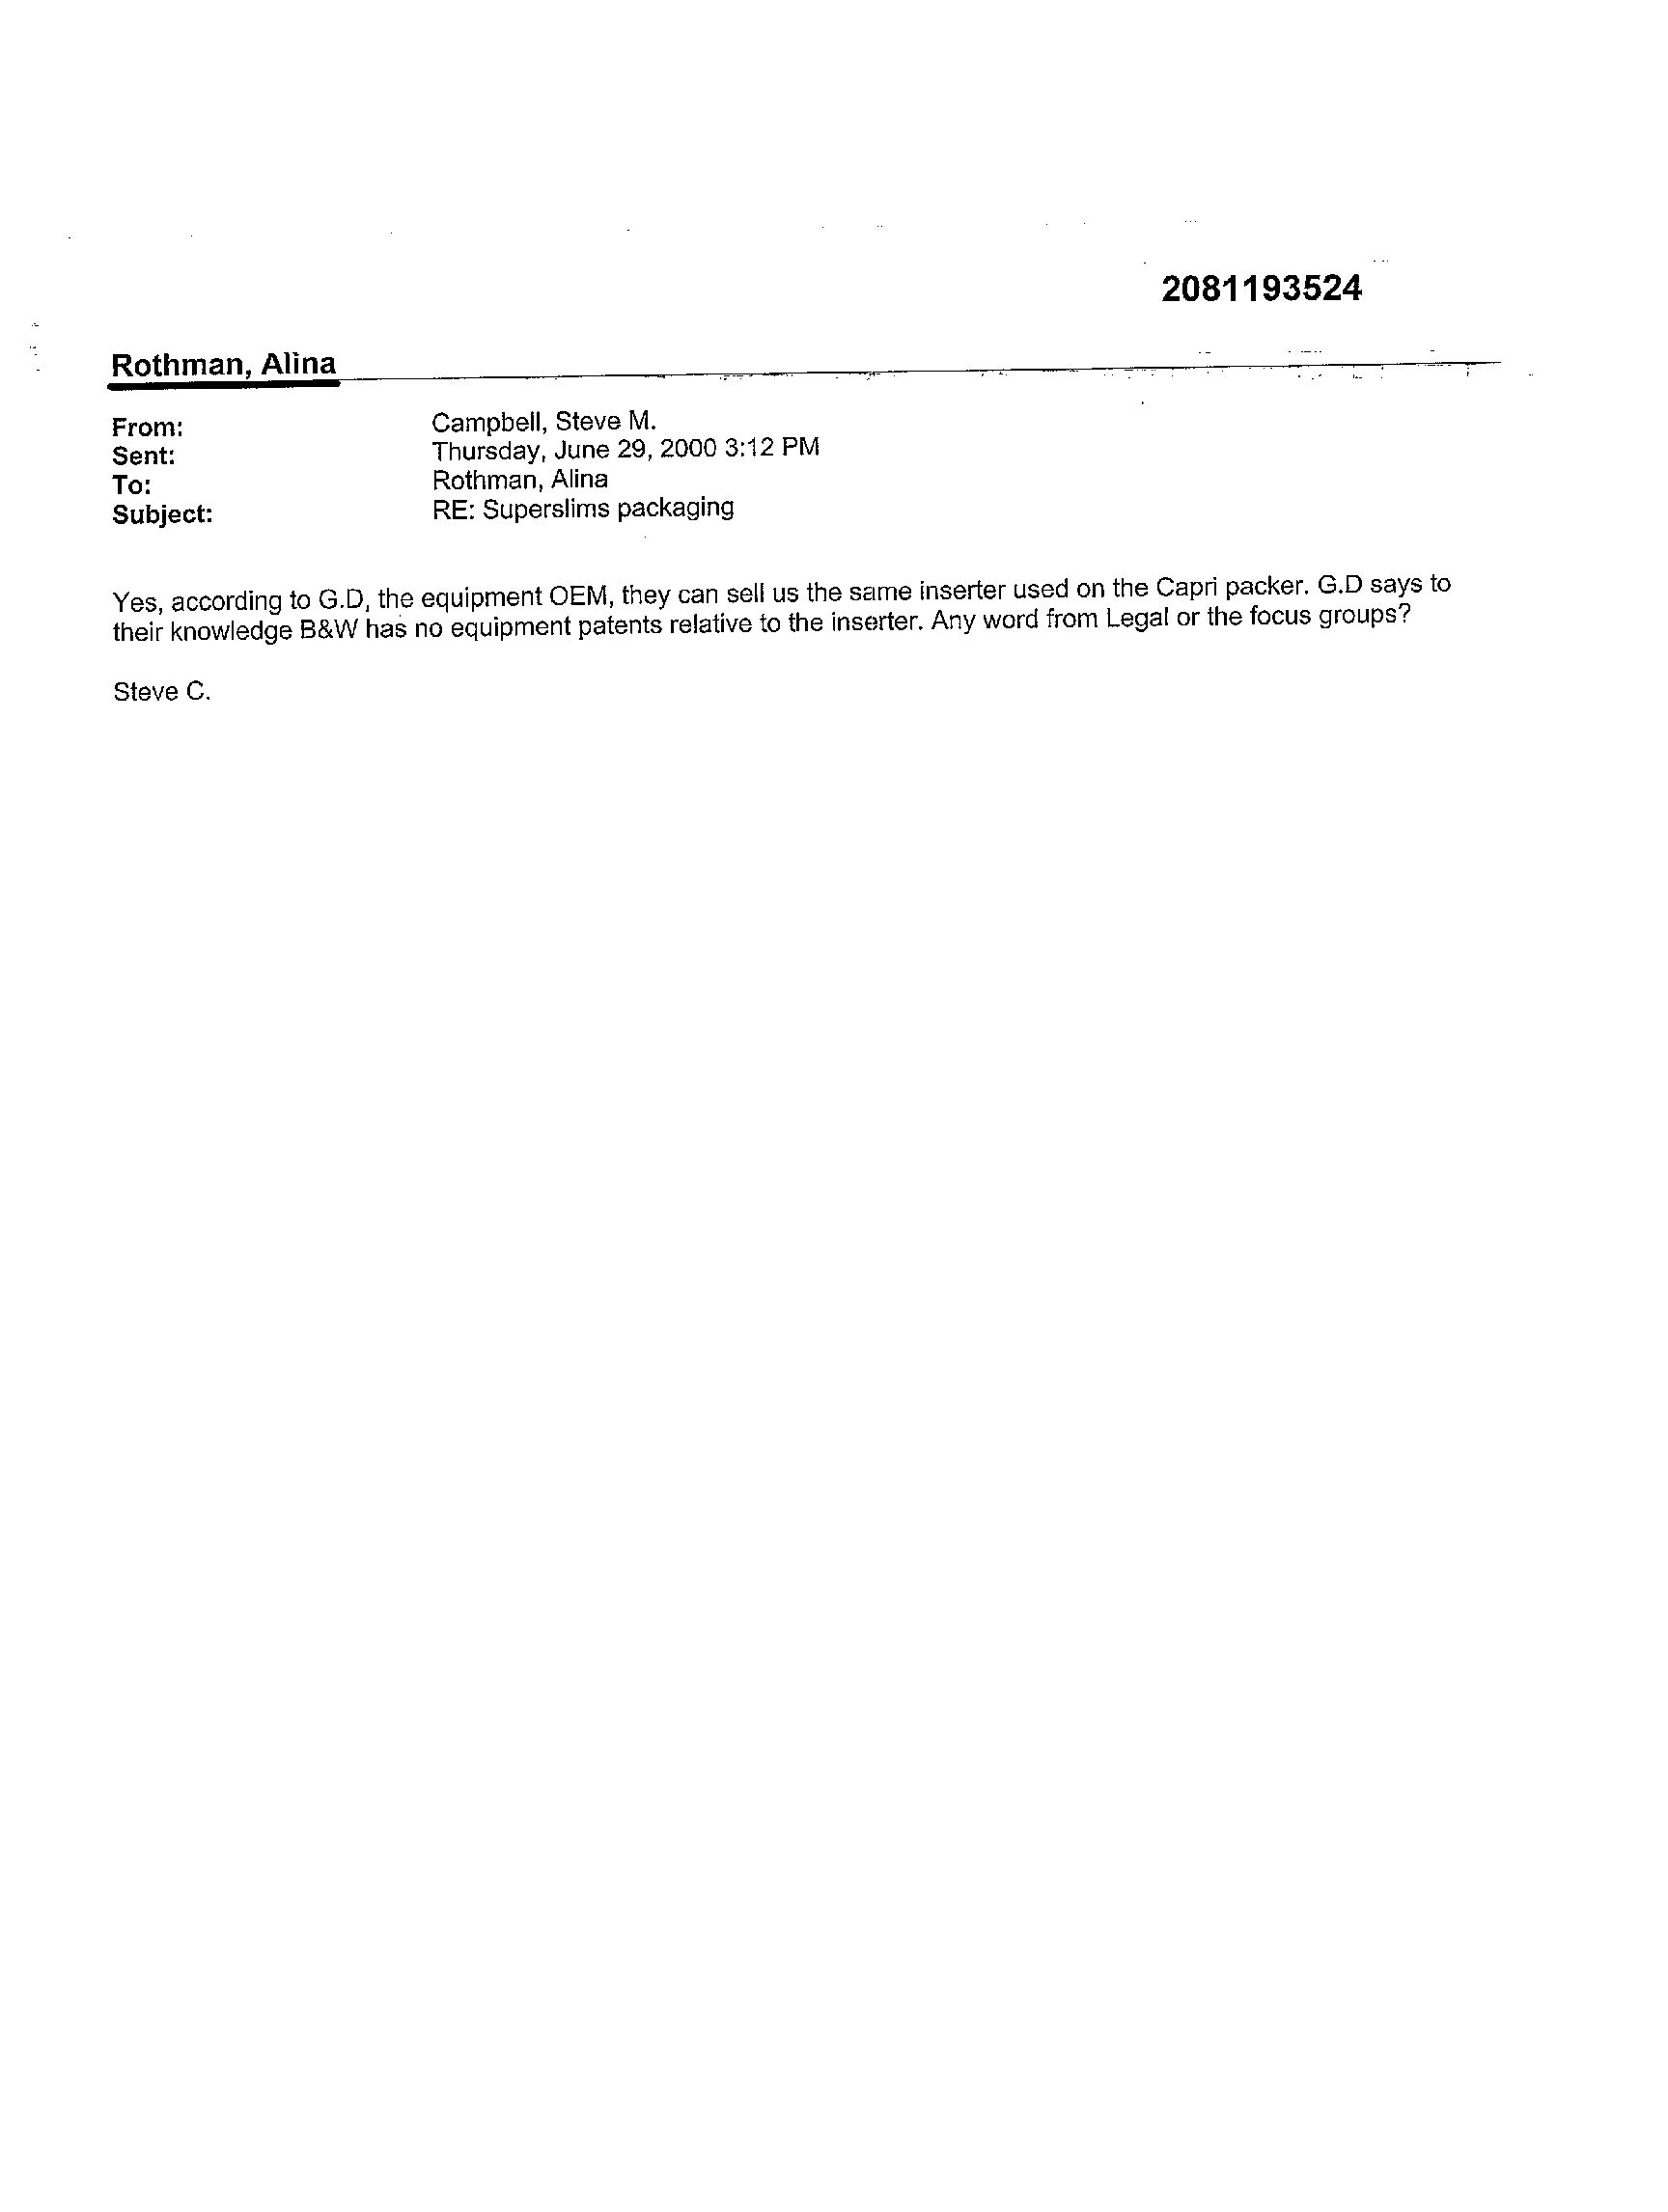 2081193524
Rothman, Alina
From: Campbell, Steve M.
Sent: Thursday, June 29, 2000 3:12 PM
To: Rothman, Alina
Subject: RE: Superslims packaging
Yes, according to G.D, the equipment OEM, they can sell us the same inserter used on the Capri packer. G.D says to
their knowledge B&W has no equipment patents relative to the inserter. Any word from Legal or the focus groups?
Steve C.